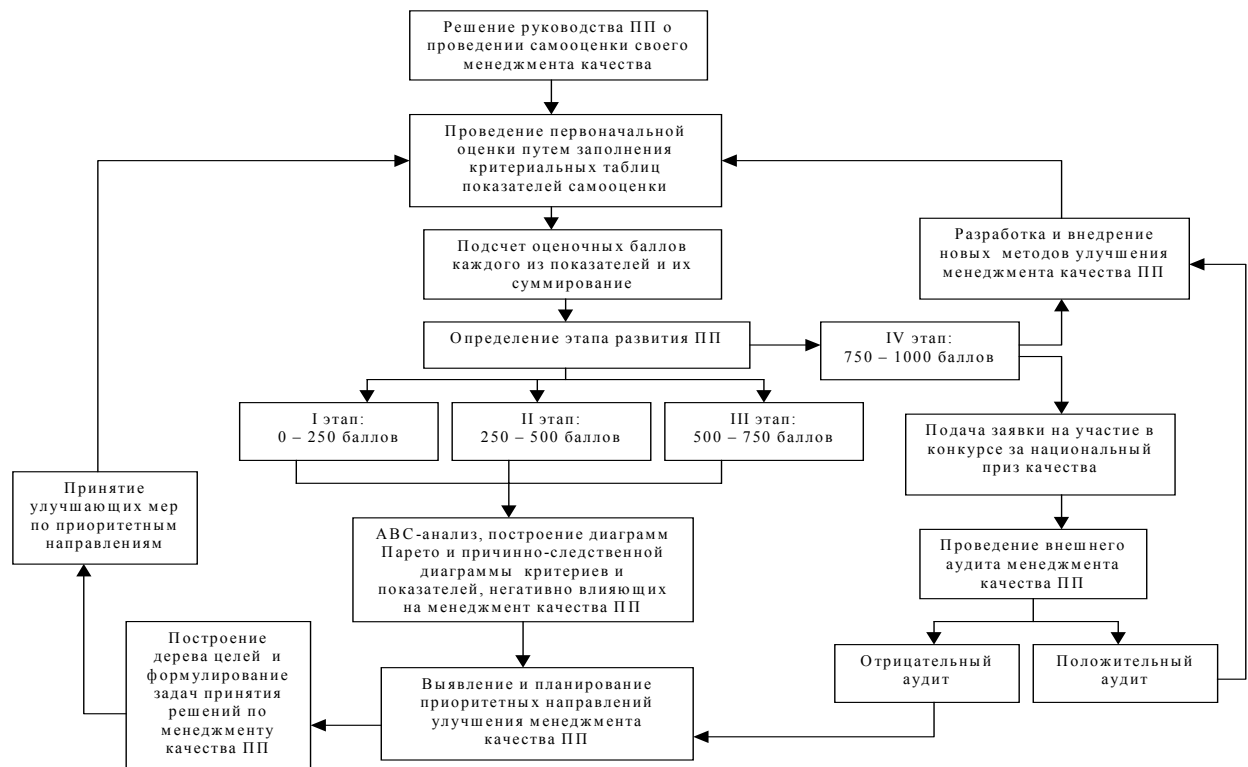 Решение руководства ПП о
проведении самооценки своего
менеджмента качества
Проведение первоначальной
оценки путем заполнения
критериальных таблиц
показателей самооценки
Подсчет оценочных баллов
каждого из показателей и их
суммирование
Разработка и внедрение
новых методов улучшения
менеджмента качества ПП
Определение этапа развития ПП
IV этап:
750 – 1000 баллов
I этап:
0 – 250 баллов
II этап:
250 – 500 баллов
III этап:
500 – 750 баллов
Подача заявки на участие в
конкурсе за национальный
приз качества
Принятие
улучшающих мер
по приоритетным
направлениям
АВС-анализ, построение диаграмм
Парето и причинно-следственной
диаграммы критериев и
показателей, негативно влияющих
на менеджмент качества ПП
Проведение внешнего
аудита менеджмента
качества ПП
Построение
дерева целей и
формулирование
задач принятия
решений по
менеджменту
качества ПП
Выявление и планирование
приоритетных направлений
улучшения менеджмента
качества ПП
Отрицательный
аудит
Положительный
аудит